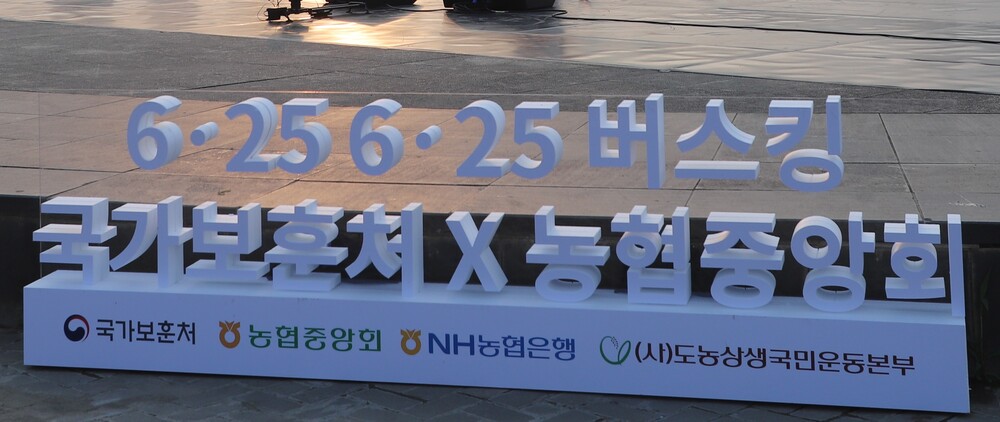 6·25 6·25 버스킹
국가보훈처 X 농협중앙회
국가보훈처 농협중앙회 NH농협은행 (사)도농상생국민운동본부